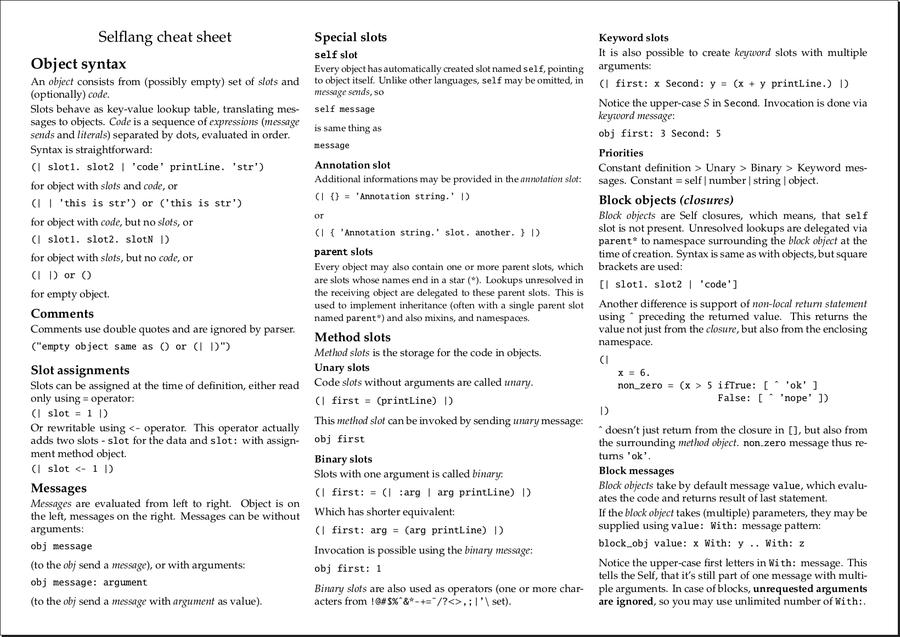 Selflang cheat sheet
Object syntax
An object consists from (possibly empty) set of slots and
(optionally) code.
Slots behave as key-value lookup table, translating mes-
sages to objects. Code is a sequence of expressions (message
sends and literals) separated by dots, evaluated in order.
Syntax is straightforward:
(| slot1. slot2 | 'code' printLine. 'str')
for object with slots and code, or
(| | 'this is str') or ('this is str')
for object with code, but no slots, or
(| slot1. slot2. slotN |)
for object with slots, but no code, or
(| |) or ()
for empty object.
Comments
Comments use double quotes and are ignored by parser.
("empty object same as () or (| |)")
Slot assignments
Slots can be assigned at the time of definition, either read
only using = operator:
(| slot = 1 |)
Or rewritable using <- operator. This operator actually
adds two slots - slot for the data and slot: with assign-
ment method object.
(| slot <- 1 |)
Messages
Messages are evaluated from left to right. Object is on
the left, messages on the right. Messages can be without
arguments:
obj message
(to the obj send a message), or with arguments:
obj message: argument
(to the obj send a message with argument as value).
Special slots
self slot
Every object has automatically created slot named self, pointing
to object itself. Unlike other languages, self may be omitted, in
message sends, so
self message
is same thing as
message
Annotation slot
Additional informations may be provided in the annotation slot:
(| {} = 'Annotation string.' |)
or
(| { 'Annotation string.' slot. another. } |)
parent slots
Every object may also contain one or more parent slots, which
are slots whose names end in a star (*). Lookups unresolved in
the receiving object are delegated to these parent slots. This is
used to implement inheritance (often with a single parent slot
named parent*) and also mixins, and namespaces.
Method slots
Method slots is the storage for the code in objects.
Unary slots
Code slots without arguments are called unary.
(| first = (printLine) |)
This method slot can be invoked by sending unary message:
obj first
Binary slots
Slots with one argument is called binary:
(| first: = (| :arg | arg printLine) |)
Which has shorter equivalent:
(| first: arg = (arg printLine) |)
Invocation is possible using the binary message:
obj first: 1
Binary slots are also used as operators (one or more char-
acters from !@#$%^&*-+=~/?<>,;|'\ set).
Keyword slots
It is also possible to create keyword slots with multiple
arguments:
(| first: x Second: y = (x + y printLine.) |)
Notice the upper-case S in Second. Invocation is done via
keyword message:
obj first: 3 Second: 5
Priorities
Constant definition > Unary > Binary > Keyword mes-
sages. Constant = self | number | string | object.
Block objects (closures)
Block objects are Self closures, which means, that self
slot is not present. Unresolved lookups are delegated via
parent* to namespace surrounding the block object at the
time of creation. Syntax is same as with objects, but square
brackets are used:
[| slot1. slot2 | 'code']
Another difference is support of non-local return statement
using ^ preceding the returned value. This returns the
value not just from the closure, but also from the enclosing
namespace.
(|
x = 6.
non_zero = (x > 5 ifTrue: [ ^ 'ok' ]
False: [ ^ 'nope' ])
|)
^ doesn't just return from the closure in [], but also from
the surrounding method object. non_zero message thus re-
turns 'ok'.
Block messages
Block objects take by default message value, which evalu-
ates the code and returns result of last statement.
If the block object takes (multiple) parameters, they may be
supplied using value: With: message pattern:
block_obj value: x With: y .. With: z
Notice the uppercase first letters in With: message. This
tells the Self, that it's still part of one message with multi-
ple arguments. In case of blocks, unrequested arguments
are ignored, so you may use unlimited number of With:.